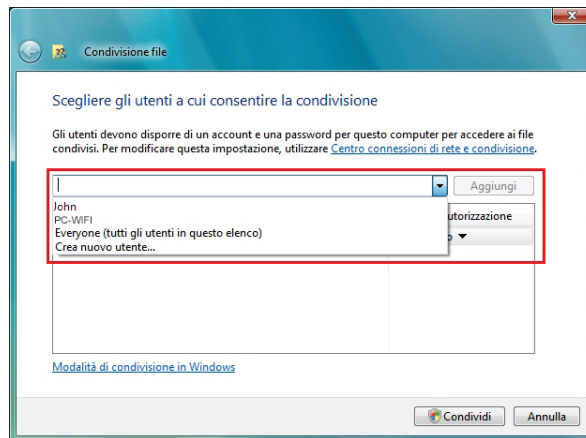 Condivisione file
Scegliere gli utenti a cui consentire la condivisione
Gli utenti devono disporre di un account e una password per questo computer per accedere ai file
condivisi. Per modificare questa impostazione, utilizzare Centro connessioni di rete e condivisione.
Aggiungi
John
PC-WIFI
Everyone (tutti gli utenti in questo elenco)
Crea nuovo utente...
utorizzazione
o
Modalità di condivisione in Windows
Condividi Annulla